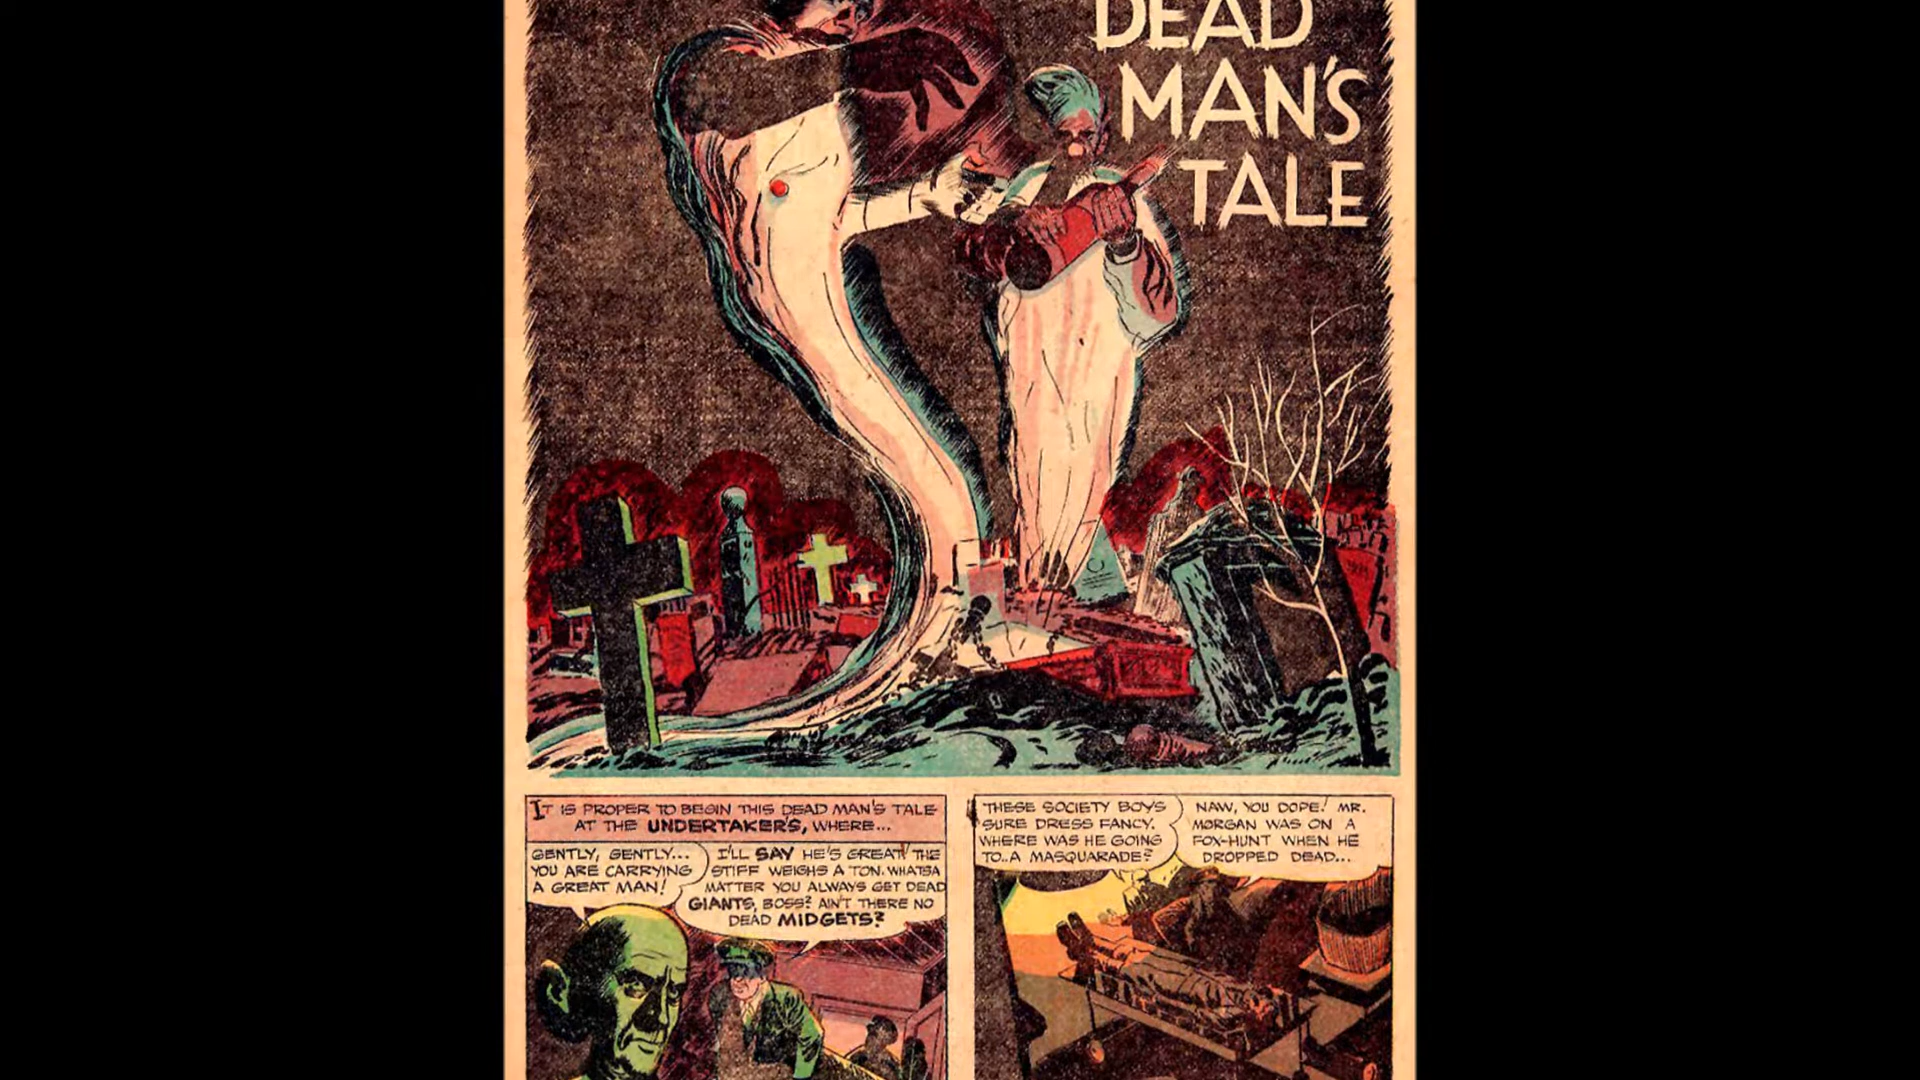 DEAD
MAN'S
TALE
IT IS PROPER TO BEGIN THIS DEAD MAN'S TALE
AT THE UNDERTAKER'S, WHERE...
GENTLY, GENTLY...
YOU ARE CARRYING
A GREAT MAN!
I'LL SAY HE'S GREAT! THE
STIFF WEIGHS A TON. WHATSA
MATTER YOU ALWAYS GET DEAD
GIANTS, BOSS? AIN'T THERE NO
DEAD MIDGETS?
THESE SOCIETY BOYS
SURE DRESS FANCY.
WHERE WAS HE GOING
TO..A MASQUARADE?
NAW, YOU DOPE! MR.
MORGAN WAS ON A
FOX-HUNT WHEN HE
DROPPED DEAD...